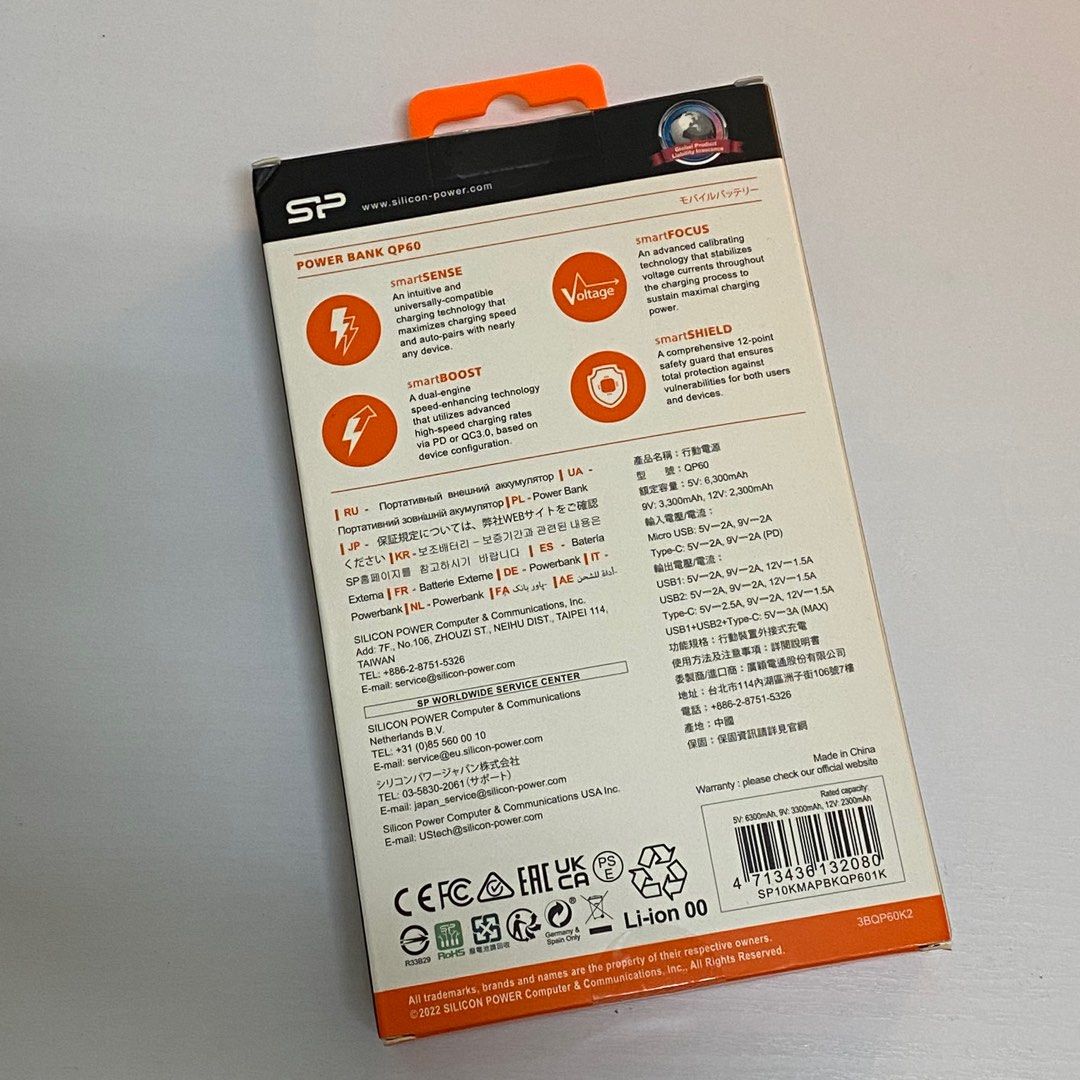 SP www.silicon-power.com
Global Product
Liability Insurance
POWER BANK QP60
モバイルバッテリー
smartSENSE
An intuitive and
universally-compatible
charging technology that
maximizes charging speed
and auto-pairs with nearly
any device.
Voltage
smartFOCUS
An advanced calibrating
technology that stabilizes
voltage currents throughout
the charging process to
sustain maximal charging
power.
smartBOOST
A dual-engine
speed-enhancing technology
that utilizes advanced
high-speed charging rates
via PD or QC3.0, based on
device configuration.
smartSHIELD
A comprehensive 12-point
safety guard that ensures
total protection against
vulnerabilities for both users
and devices.
| RU - Портативный внешний аккумулятор | UA -
Портативний зовнішній акумулятор | PL - Power Bank
| JP - 保証規定については、弊社WEBサイトをご確認
ください | KR - 보조배터리 – 보증기간과 관련된 내용은
SP홈페이지를 참고하시기 바랍니다 | ES - Batería
Externa | FR - Batterie Externe | DE - Powerbank | IT -
Powerbank | NL - Powerbank | FA پاور بانک - | AE أداة للشحن -
SILICON POWER Computer & Communications, Inc.
Add: 7F., No.106, ZHOUZI ST., NEIHU DIST., TAIPEI 114,
TAIWAN
TEL: +886-2-8751-5326
E-mail: service@silicon-power.com
SP WORLDWIDE SERVICE CENTER
SILICON POWER Computer & Communications
Netherlands B.V.
TEL: +31 (0)85 560 00 10
E-mail: service@eu.silicon-power.com
シリコンパワージャパン株式会社
TEL: 03-5830-2061 (サポート)
E-mail: japan_service@silicon-power.com
Silicon Power Computer & Communications USA Inc.
E-mail: UStech@silicon-power.com
產品名稱：行動電源
型 號：QP60
額定容量：5V: 6,300mAh
9V: 3,300mAh, 12V: 2,300mAh
輸入電壓/電流：
Micro USB: 5V⎓2A, 9V⎓2A
Type-C: 5V⎓2A, 9V⎓2A (PD)
輸出電壓/電流：
USB1: 5V⎓2A, 9V⎓2A, 12V⎓1.5A
USB2: 5V⎓2A, 9V⎓2A, 12V⎓1.5A
Type-C: 5V⎓2.5A, 9V⎓2A, 12V⎓1.5A
USB1+USB2+Type-C: 5V⎓3A (MAX)
功能規格：行動裝置外接式充電
使用方法及注意事項：詳閱說明書
委製商/進口商：廣穎電通股份有限公司
地址：台北市114內湖區洲子街106號7樓
電話：+886-2-8751-5326
產地：中國
保固：保固資訊請詳見官網
Made in China
Warranty : please check our official website
Rated capacity:
5V: 6300mAh, 9V: 3300mAh, 12V: 2300mAh
4 713436 132080
SP10KMAPBKQP601K
CE FC EAC UK CA PS E
Li-ion 00
R33B29
SP RoHS
廢電池請回收
Germany &
Spain Only
3BQP60K2
All trademarks, brands and names are the property of their respective owners.
©2022 SILICON POWER Computer & Communications, Inc., All Rights Reserved.